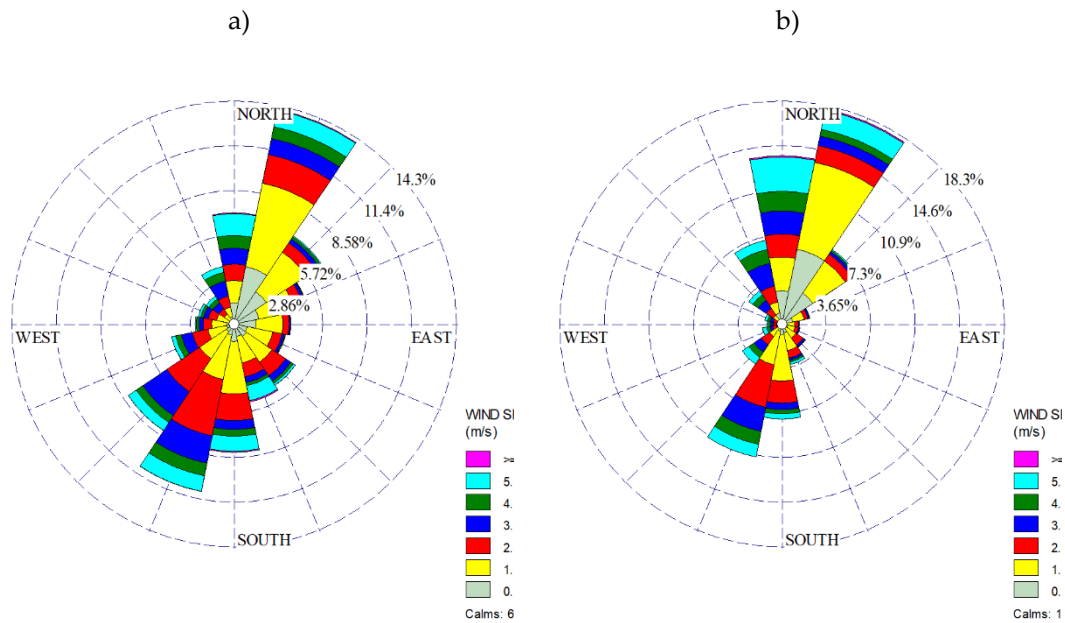 a)
NORTH
14.3%
11.4%
8.58%
5.72%
2.86%
WEST
EAST
SOUTH
WIND SI
(m/s)
>=
5.
4.
3.
2.
1.
0.
Calms: 6
b)
NORTH
18.3%
14.6%
10.9%
7.3%
3.65%
WEST
EAST
SOUTH
WIND SI
(m/s)
>=
5.
4.
3.
2.
1.
0.
Calms: 1